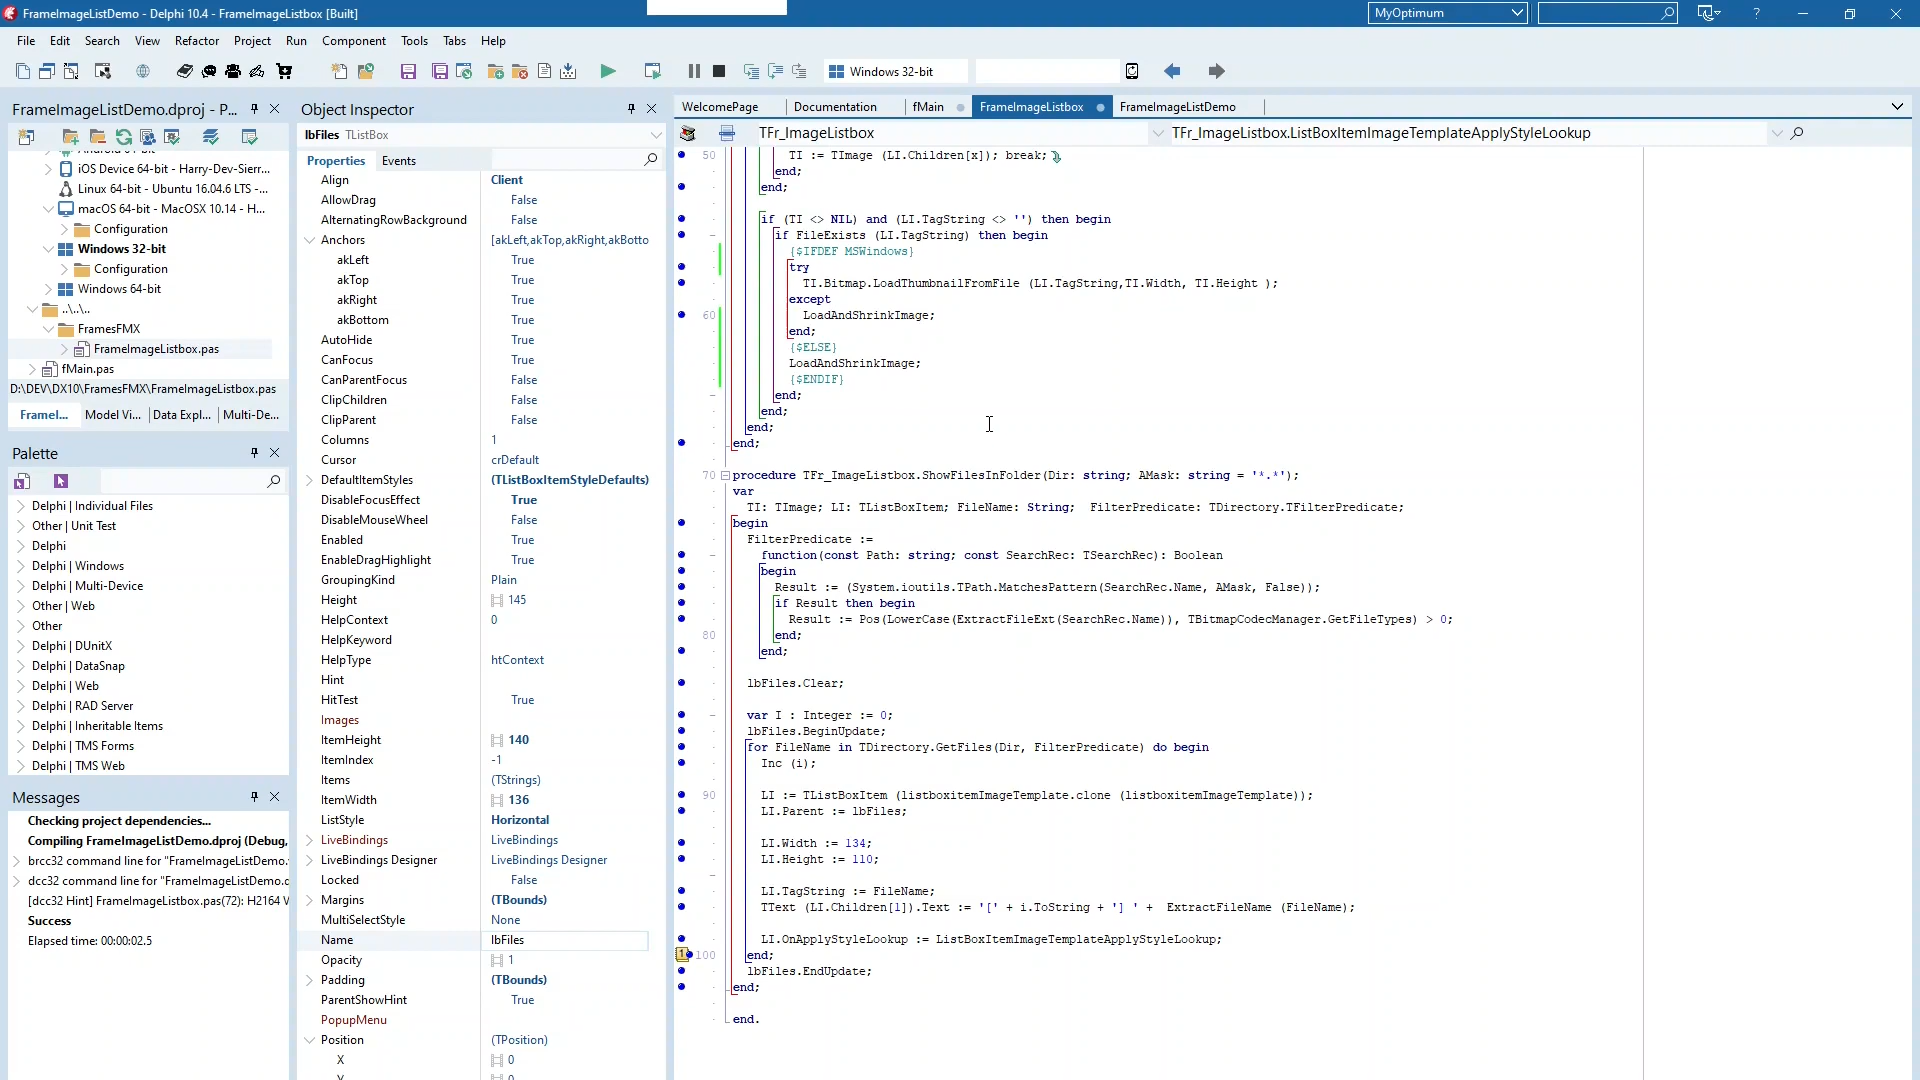 FrameImageListDemo - Delphi 10.4 - FrameImageListbox [Built]
MyOptimum
?
File Edit Search View Refactor Project Run Component Tools Tabs Help
Windows 32-bit
FrameImageListDemo.dproj - P...
iOS Device 64-bit - Harry-Dev-Sierr...
Linux 64-bit - Ubuntu 16.04.6 LTS -...
macOS 64-bit - MacOSX 10.14 - H...
Configuration
Windows 32-bit
Configuration
Windows 64-bit
..\..\..
FramesFMX
FrameImageListbox.pas
fMain.pas
D:\DEV\DX10\FramesFMX\FrameImageListbox.pas
FrameI... Model Vi... Data Expl... Multi-De...
Palette
Delphi | Individual Files
Other | Unit Test
Delphi
Delphi | Windows
Delphi | Multi-Device
Other | Web
Other
Delphi | DUnitX
Delphi | DataSnap
Delphi | Web
Delphi | RAD Server
Delphi | Inheritable Items
Delphi | TMS Forms
Delphi | TMS Web
Messages
Checking project dependencies...
Compiling FrameImageListDemo.dproj (Debug,
brcc32 command line for "FrameImageListDemo.
dcc32 command line for "FrameImageListDemo.d
[dcc32 Hint] FrameImageListbox.pas(72): H2164 V
Success
Elapsed time: 00:00:02.5
Object Inspector
lbFiles TListBox
Properties Events
Align Client
AllowDrag False
AlternatingRowBackground False
Anchors [akLeft,akTop,akRight,akBotto
akLeft True
akTop True
akRight True
akBottom True
AutoHide True
CanFocus True
CanParentFocus False
ClipChildren False
ClipParent False
Columns 1
Cursor crDefault
DefaultItemStyles (TListBoxItemStyleDefaults)
DisableFocusEffect True
DisableMouseWheel False
Enabled True
EnableDragHighlight True
GroupingKind Plain
Height 145
HelpContext 0
HelpKeyword
HelpType htContext
Hint
HitTest True
Images
ItemHeight 140
ItemIndex -1
Items (TStrings)
ItemWidth 136
ListStyle Horizontal
LiveBindings LiveBindings
LiveBindings Designer LiveBindings Designer
Locked False
Margins (TBounds)
MultiSelectStyle None
Name lbFiles
Opacity 1
Padding (TBounds)
ParentShowHint True
PopupMenu
Position (TPosition)
X 0
WelcomePage Documentation fMain FrameImageListbox FrameImageListDemo
TFr_ImageListbox TFr_ImageListbox.ListBoxItemImageTemplateApplyStyleLookup
50 TI := TImage (LI.Children[x]); break;
end;
end;
if (TI <> NIL) and (LI.TagString <> '') then begin
if FileExists (LI.TagString) then begin
{$IFDEF MSWindows}
try
TI.Bitmap.LoadThumbnailFromFile (LI.TagString,TI.Width, TI.Height );
except
60 LoadAndShrinkImage;
end;
{$ELSE}
LoadAndShrinkImage;
{$ENDIF}
end;
end;
end;
end;
70 procedure TFr_ImageListbox.ShowFilesInFolder(Dir: string; AMask: string = '*.*');
var
TI: TImage; LI: TListBoxItem; FileName: String; FilterPredicate: TDirectory.TFilterPredicate;
begin
FilterPredicate :=
function(const Path: string; const SearchRec: TSearchRec): Boolean
begin
Result := (System.ioutils.TPath.MatchesPattern(SearchRec.Name, AMask, False));
if Result then begin
Result := Pos(LowerCase(ExtractFileExt(SearchRec.Name)), TBitmapCodecManager.GetFileTypes) > 0;
80 end;
end;
lbFiles.Clear;
var I : Integer := 0;
lbFiles.BeginUpdate;
for FileName in TDirectory.GetFiles(Dir, FilterPredicate) do begin
Inc (i);
90 LI := TListBoxItem (listboxitemImageTemplate.clone (listboxitemImageTemplate));
LI.Parent := lbFiles;
LI.Width := 134;
LI.Height := 110;
LI.TagString := FileName;
TText (LI.Children[1]).Text := '[' + i.ToString + '] ' + ExtractFileName (FileName);
LI.OnApplyStyleLookup := ListBoxItemImageTemplateApplyStyleLookup;
1 100 end;
lbFiles.EndUpdate;
end;
end.